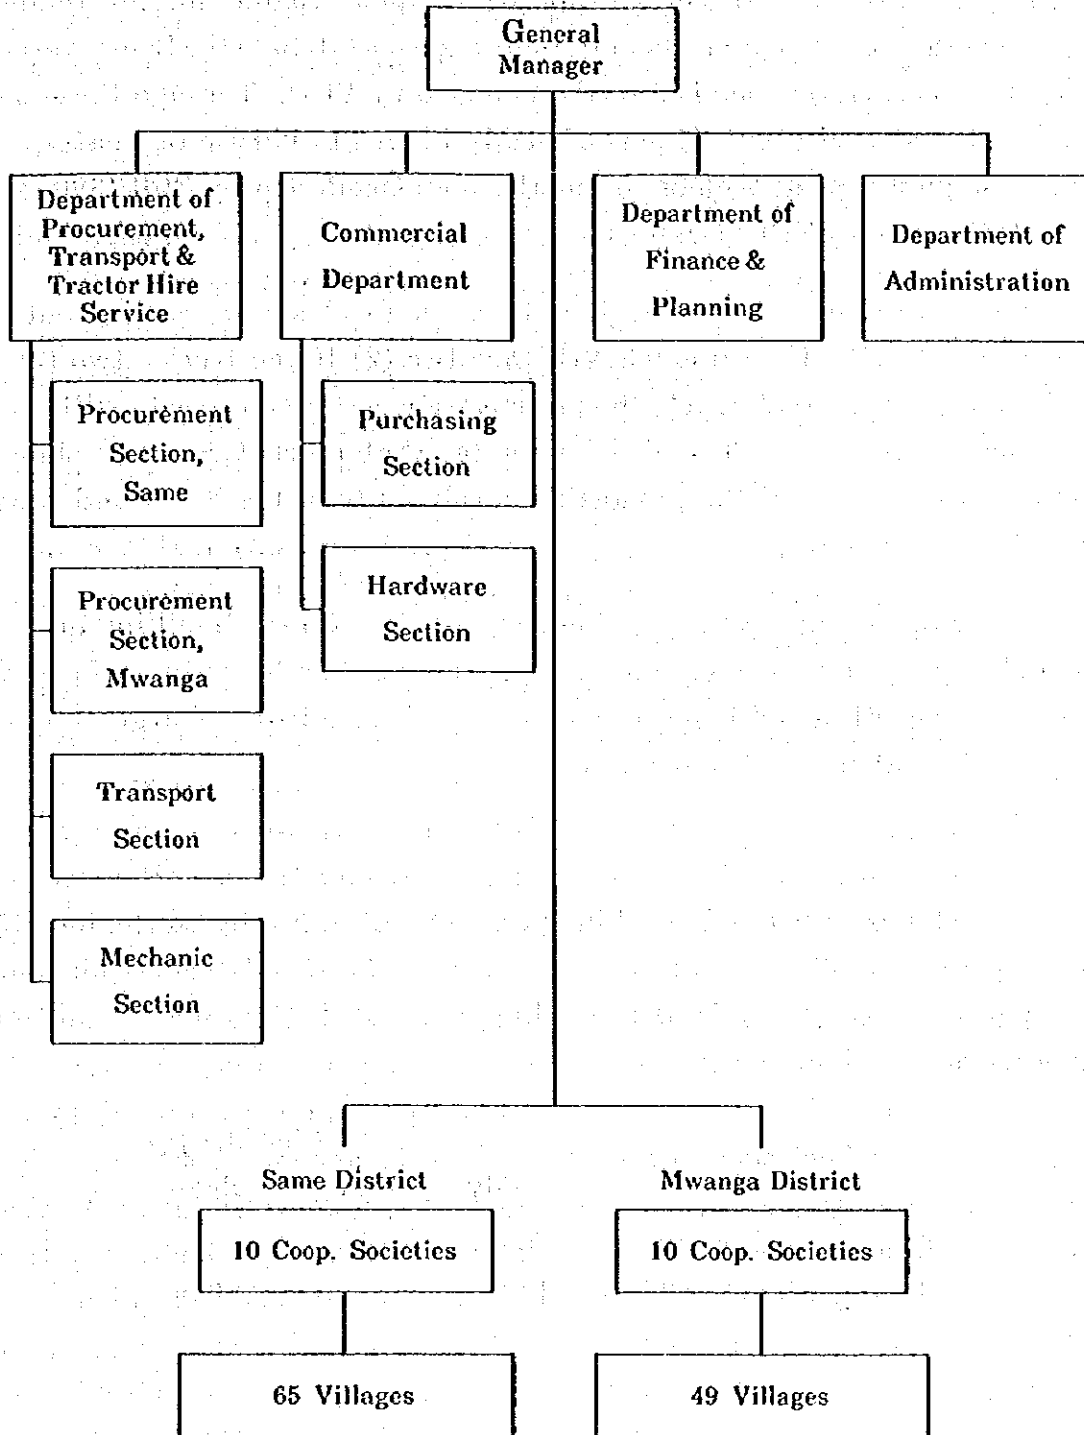 General
Manager
Department of
Procurement,
Transport &
Tractor Hire
Service
Commercial
Department
Department of
Finance &
Planning
Department of
Administration
Procurement
Section,
Same
Procurement
Section,
Mwanga
Transport
Section
Mechanic
Section
Purchasing
Section
Hardware
Section
Same District
10 Coop. Societies
65 Villages
Mwanga District
10 Coop. Societies
49 Villages